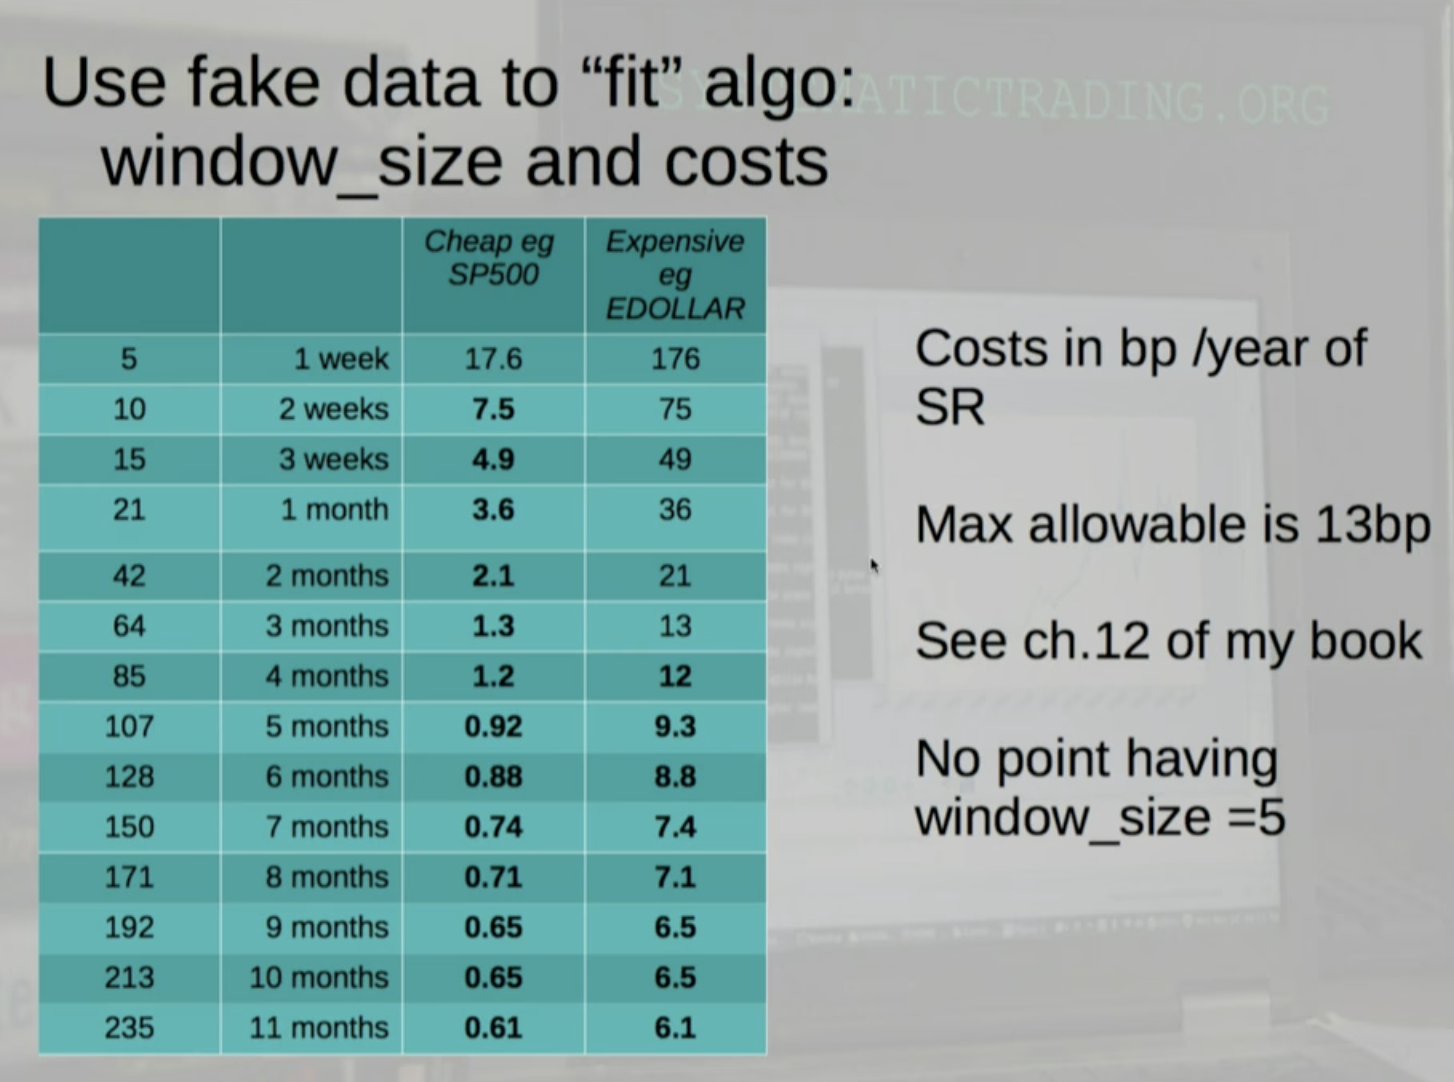 Use fake data to “fit” algo:
window_size and costs
SYSTEMATICTRADING.ORG
Cheap eg
SP500
Expensive
eg
EDOLLAR
5 1 week 17.6 176
10 2 weeks 7.5 75
15 3 weeks 4.9 49
21 1 month 3.6 36
42 2 months 2.1 21
64 3 months 1.3 13
85 4 months 1.2 12
107 5 months 0.92 9.3
128 6 months 0.88 8.8
150 7 months 0.74 7.4
171 8 months 0.71 7.1
192 9 months 0.65 6.5
213 10 months 0.65 6.5
235 11 months 0.61 6.1
Costs in bp /year of
SR
Max allowable is 13bp
See ch.12 of my book
No point having
window_size =5